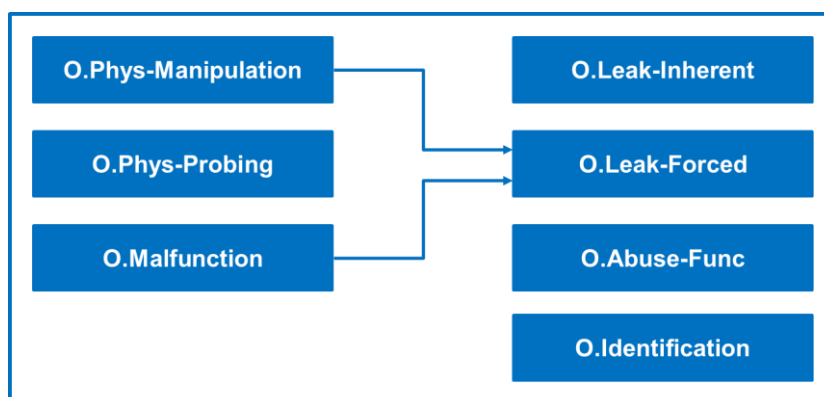 O.Phys-Manipulation
O.Phys-Probing
O.Malfunction
O.Leak-Inherent
O.Leak-Forced
O.Abuse-Func
O.Identification